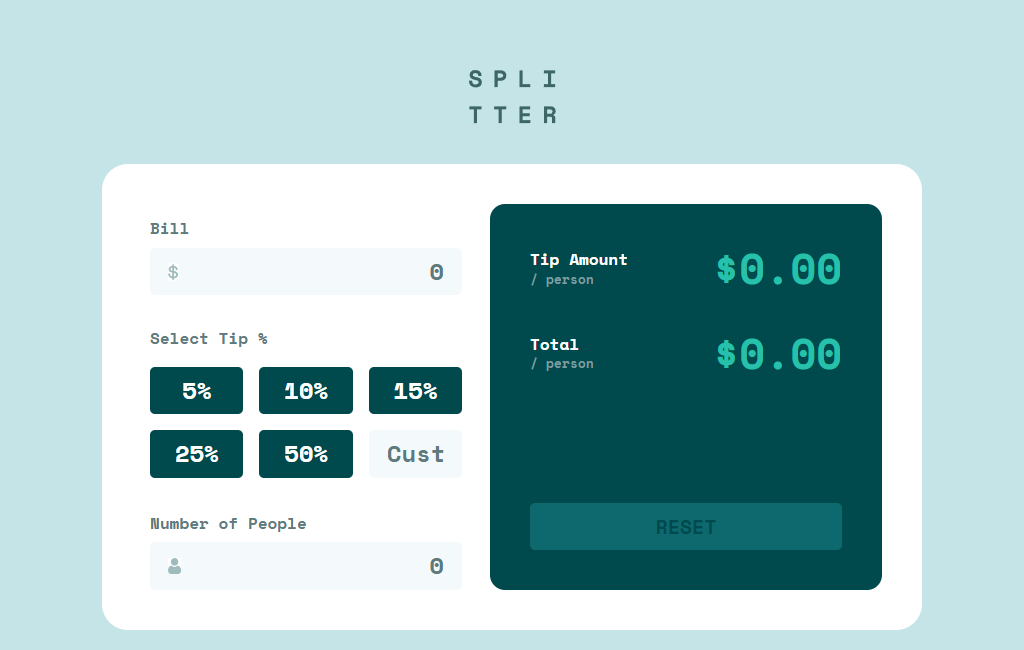 SPLI
TTER
Bill
$ 0
Select Tip %
5% 10% 15%
25% 50% Cust
Number of People
0
Tip Amount
/ person
$0.00
Total
/ person
$0.00
RESET